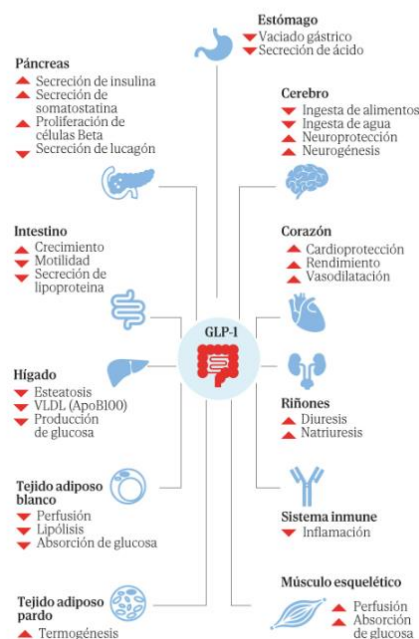 Estómago
Vaciado gástrico
Secreción de ácido
Páncreas
Secreción de insulina
Secreción de
somatostatina
Proliferación de
células Beta
Secreción de lucagón
Cerebro
Ingesta de alimentos
Ingesta de agua
Neuroprotección
Neurogénesis
Intestino
Crecimiento
Motilidad
Secreción de
lipoproteina
Corazón
Cardioprotección
Rendimiento
Vasodilatación
GLP-1
Hígado
Esteatosis
VLDL (ApoB100)
Producción
de glucosa
Riñones
Diuresis
Natriuresis
Tejido adiposo
blanco
Perfusión
Lipólisis
Absorción de glucosa
Sistema inmune
Inflamación
Tejido adiposo
pardo
Termogénesis
Músculo esquelético
Perfusión
Absorción
de glucosa